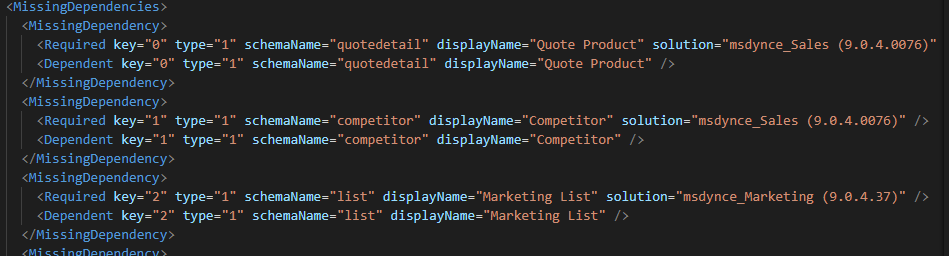 <MissingDependencies>
<MissingDependency>
<Required key="0" type="1" schemaName="quotedetail" displayName="Quote Product" solution="msdynce_Sales (9.0.4.0076)"
<Dependent key="0" type="1" schemaName="quotedetail" displayName="Quote Product" />
</MissingDependency>
<MissingDependency>
<Required key="1" type="1" schemaName="competitor" displayName="Competitor" solution="msdynce_Sales (9.0.4.0076)" />
<Dependent key="1" type="1" schemaName="competitor" displayName="Competitor" />
</MissingDependency>
<MissingDependency>
<Required key="2" type="1" schemaName="list" displayName="Marketing List" solution="msdynce_Marketing (9.0.4.37)" />
<Dependent key="2" type="1" schemaName="list" displayName="Marketing List" />
</MissingDependency>
<MissingDependency>